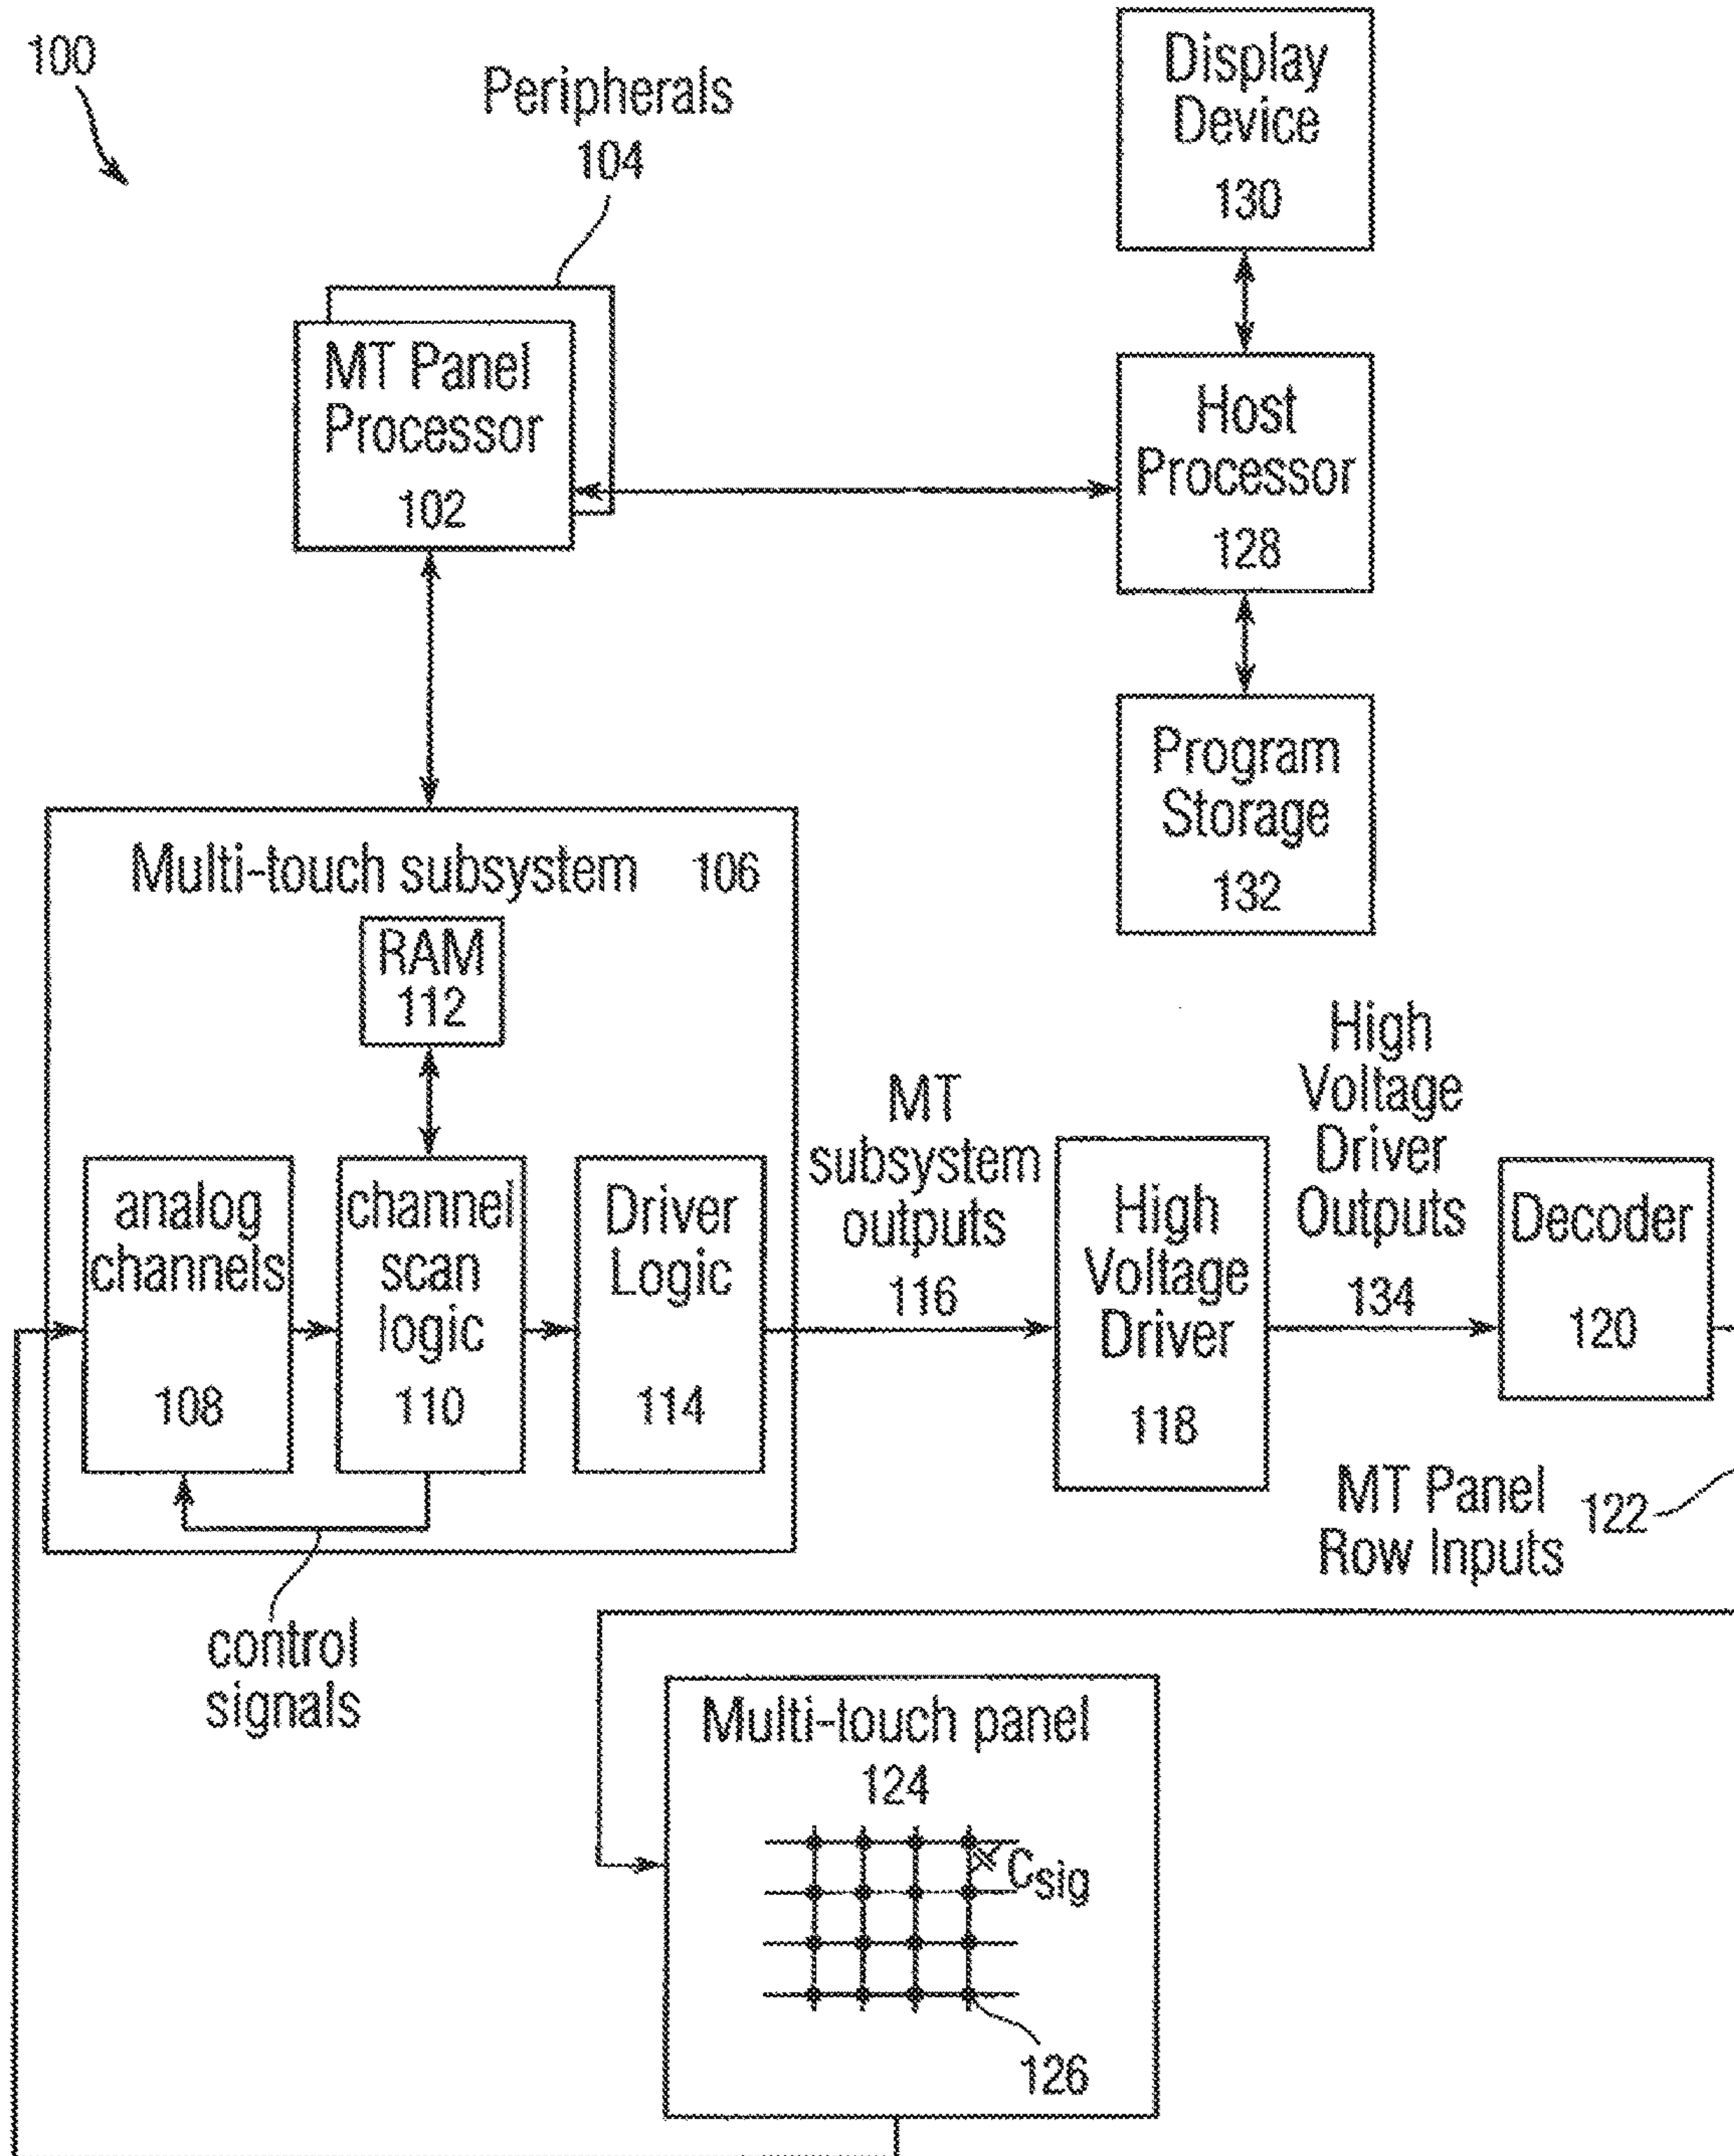 100
Peripherals
104
Display
Device
130
MT Panel
Processor
102
Host
Processor
128
Program
Storage
132
Multi-touch subsystem 106
RAM
112
analog
channels
108
channel
scan
logic
110
Driver
Logic
114
MT
subsystem
outputs
116
High
Voltage
Driver
118
High
Voltage
Driver
Outputs
134
Decoder
120
control
signals
MT Panel
Row Inputs
122
Multi-touch panel
124
Csig
126